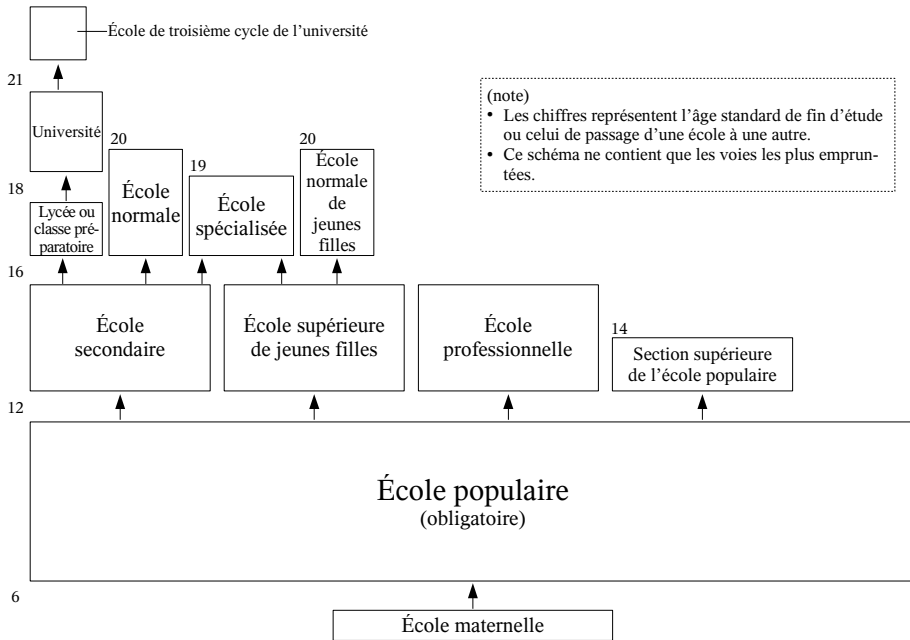 École de troisième cycle de l’université
21
(note)
• Les chiffres représentent l’âge standard de fin d’étude
ou celui de passage d’une école à une autre.
• Ce schéma ne contient que les voies les plus emprun-
tées.
Université
20
19
20
École
normale
École
spécialisée
École
normale
de
jeunes
filles
18
Lycée ou
classe pré-
paratoire
16
École
secondaire
École supérieure
de jeunes filles
École
professionnelle
14
Section supérieure
de l’école populaire
12
École populaire
(obligatoire)
6
École maternelle